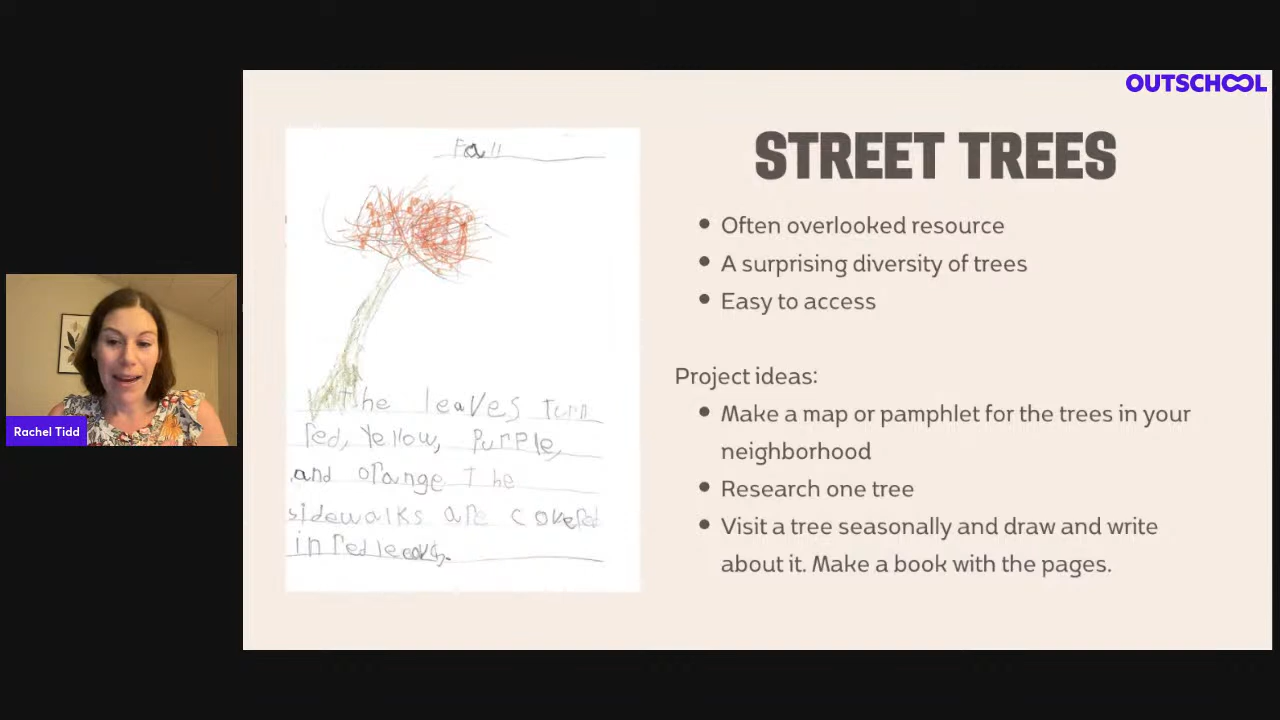 OUTSCHOOL
STREET TREES
Fall
the leaves turn
red, yellow, purple,
and orange The
sidewalks are covered
in red leaves.
• Often overlooked resource
• A surprising diversity of trees
• Easy to access
Project ideas:
• Make a map or pamphlet for the trees in your
neighborhood
• Research one tree
• Visit a tree seasonally and draw and write
about it. Make a book with the pages.
Rachel Tidd